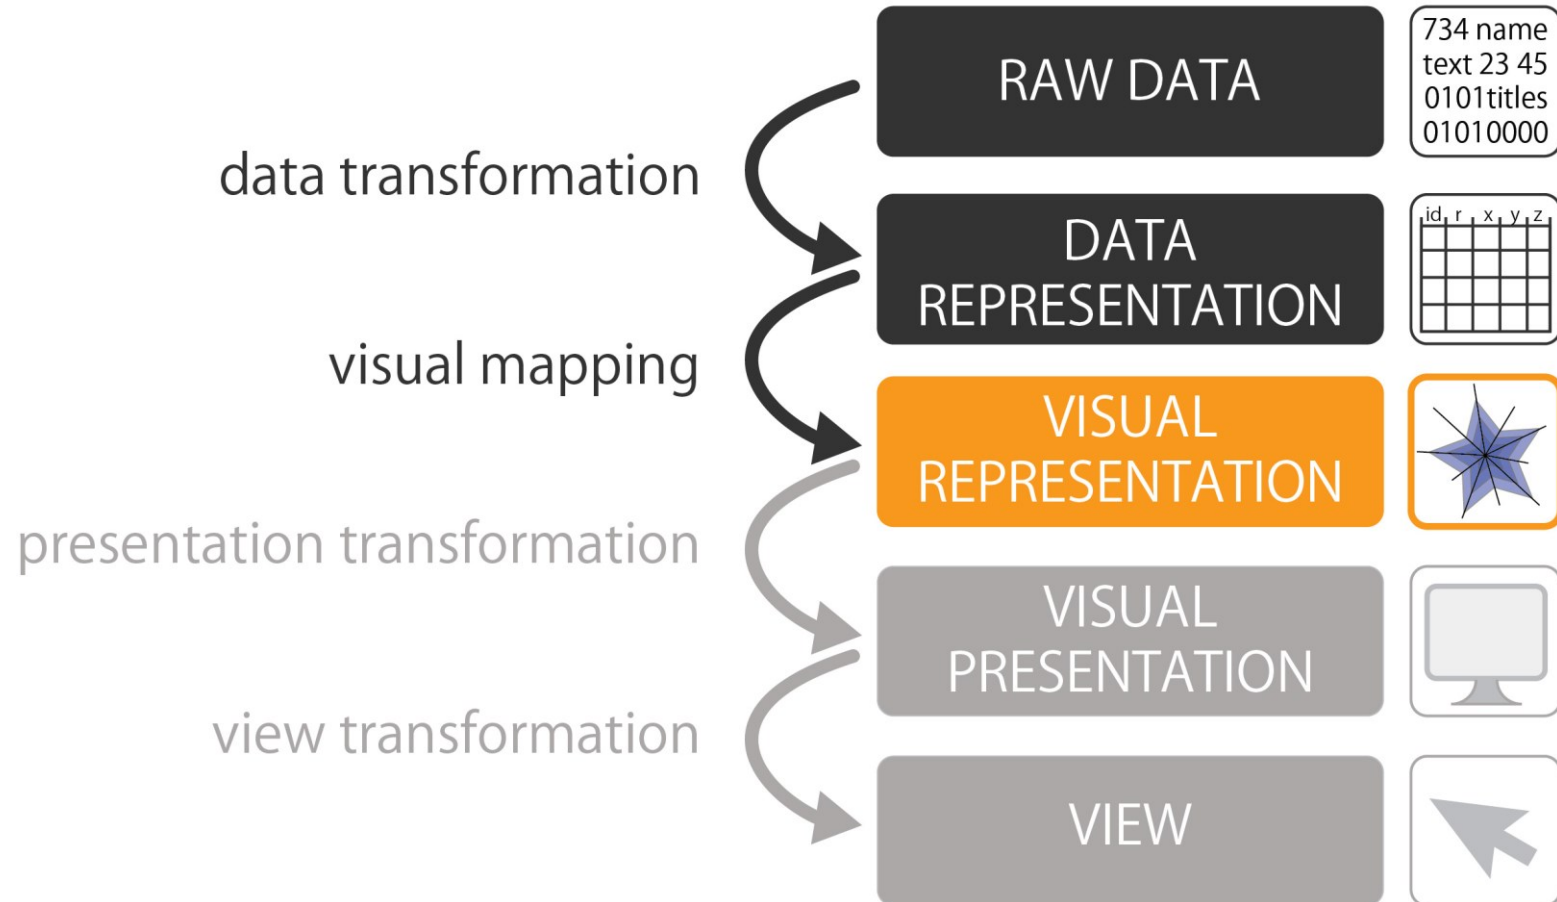 RAW DATA
734 name
text 23 45
0101titles
01010000
data transformation
DATA
REPRESENTATION
id r x y z
visual mapping
VISUAL
REPRESENTATION
presentation transformation
VISUAL
PRESENTATION
view transformation
VIEW